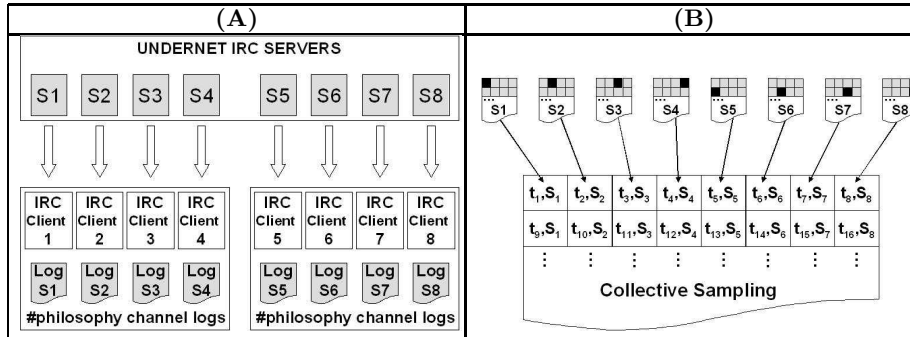 (A)
UNDERNET IRC SERVERS
S1 S2 S3 S4 S5 S6 S7 S8
IRC IRC IRC IRC IRC IRC IRC IRC
Client Client Client Client Client Client Client Client
1 2 3 4 5 6 7 8
Log Log Log Log Log Log Log Log
S1 S2 S3 S4 S5 S6 S7 S8
#philosophy channel logs #philosophy channel logs
(B)
... ... ... ... ... ... ... ...
S1 S2 S3 S4 S5 S6 S7 S8
t1,S1 t2,S2 t3,S3 t4,S4 t5,S5 t6,S6 t7,S7 t8,S8
t9,S1 t10,S2 t11,S3 t12,S4 t13,S5 t14,S6 t15,S7 t16,S8
⋮ ⋮ ⋮ ⋮ ⋮ ⋮ ⋮ ⋮
Collective Sampling